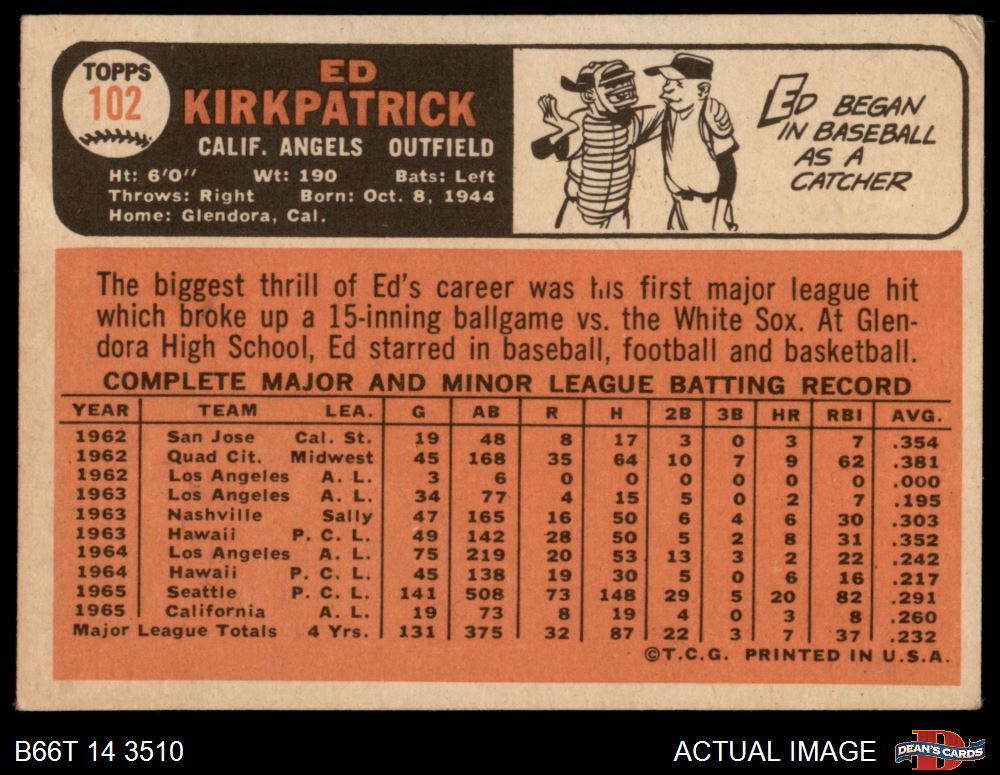 TOPPS
102
ED
KIRKPATRICK
CALIF. ANGELS OUTFIELD
Ht: 6'0" Wt: 190 Bats: Left
Throws: Right Born: Oct. 8, 1944
Home: Glendora, Cal.
ED BEGAN
IN BASEBALL
AS A
CATCHER
The biggest thrill of Ed's career was his first major league hit
which broke up a 15-inning ballgame vs. the White Sox. At Glen-
dora High School, Ed starred in baseball, football and basketball.
COMPLETE MAJOR AND MINOR LEAGUE BATTING RECORD
YEAR TEAM LEA. G AB R H 2B 3B HR RBI AVG.
1962 San Jose Cal. St. 19 48 8 17 3 0 3 7 .354
1962 Quad Cit. Midwest 45 168 35 64 10 7 9 62 .381
1962 Los Angeles A. L. 3 6 0 0 0 0 0 0 .000
1963 Los Angeles A. L. 34 77 4 15 5 0 2 7 .195
1963 Nashville Sally 47 165 16 50 6 4 6 30 .303
1963 Hawaii P. C. L. 49 142 28 50 5 2 8 31 .352
1964 Los Angeles A. L. 75 219 20 53 13 3 2 22 .242
1964 Hawaii P. C. L. 45 138 19 30 5 0 6 16 .217
1965 Seattle P. C. L. 141 508 73 148 29 5 20 82 .291
1965 California A. L. 19 73 8 19 4 0 3 8 .260
Major League Totals 4 Yrs. 131 375 32 87 22 3 7 37 .232
©T.C.G. PRINTED IN U.S.A.
B66T 14 3510
ACTUAL IMAGE
DEAN'S CARDS